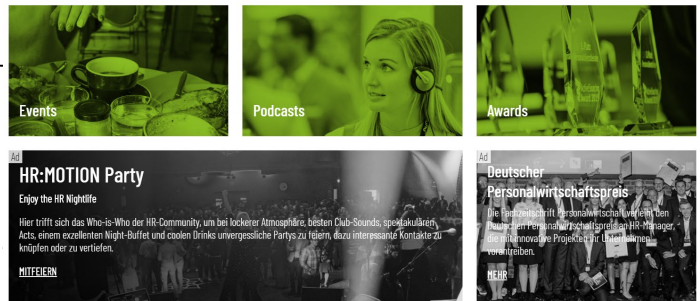 Events
Podcasts
Awards
Ad
HR:MOTION Party
Enjoy the HR Nightlife
Hier trifft sich das Who-is-Who der HR-Community, um bei lockerer Atmosphäre, besten Club-Sounds, spektakulären
Acts, einem exzellenten Night-Buffet und coolen Drinks unvergessliche Partys zu feiern, dazu interessante Kontakte zu
knüpfen oder zu vertiefen.
MITFEIERN
Ad
Deutscher
Personalwirtschaftspreis
Die Fachzeitschrift Personalwirtschaft verleiht den
Deutschen Personalwirtschaftspreis an HR-Manager,
die mit innovative Projekten ihr Unternehmen
vorantreiben.
MEHR